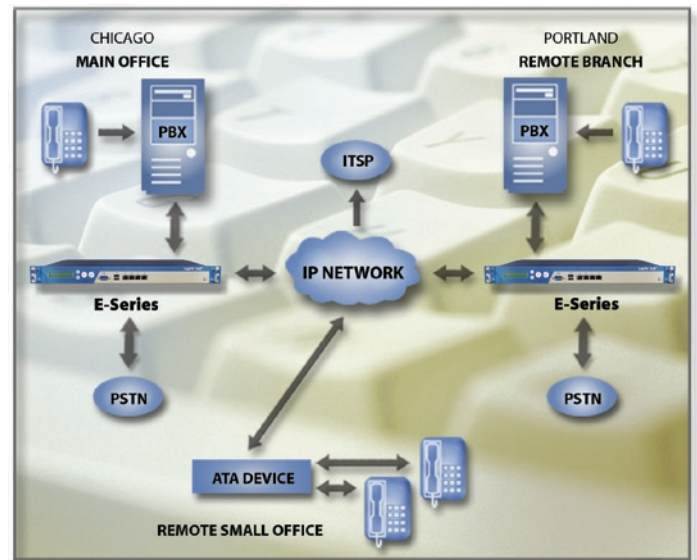 CHICAGO
MAIN OFFICE
PORTLAND
REMOTE BRANCH
PBX
PBX
ITSP
IP NETWORK
E-Series
E-Series
PSTN
PSTN
ATA DEVICE
REMOTE SMALL OFFICE